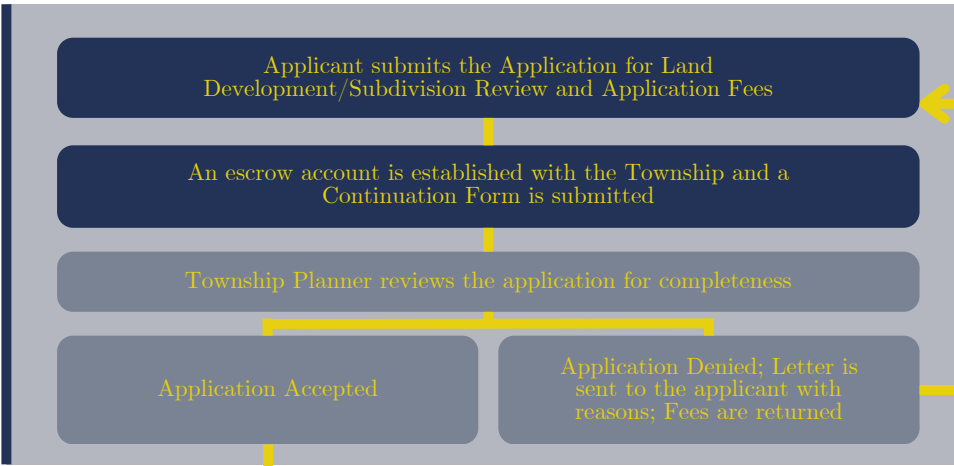 Applicant submits the Application for Land
Development/Subdivision Review and Application Fees
An escrow account is established with the Township and a
Continuation Form is submitted
Township Planner reviews the application for completeness
Application Accepted
Application Denied; Letter is
sent to the applicant with
reasons; Fees are returned